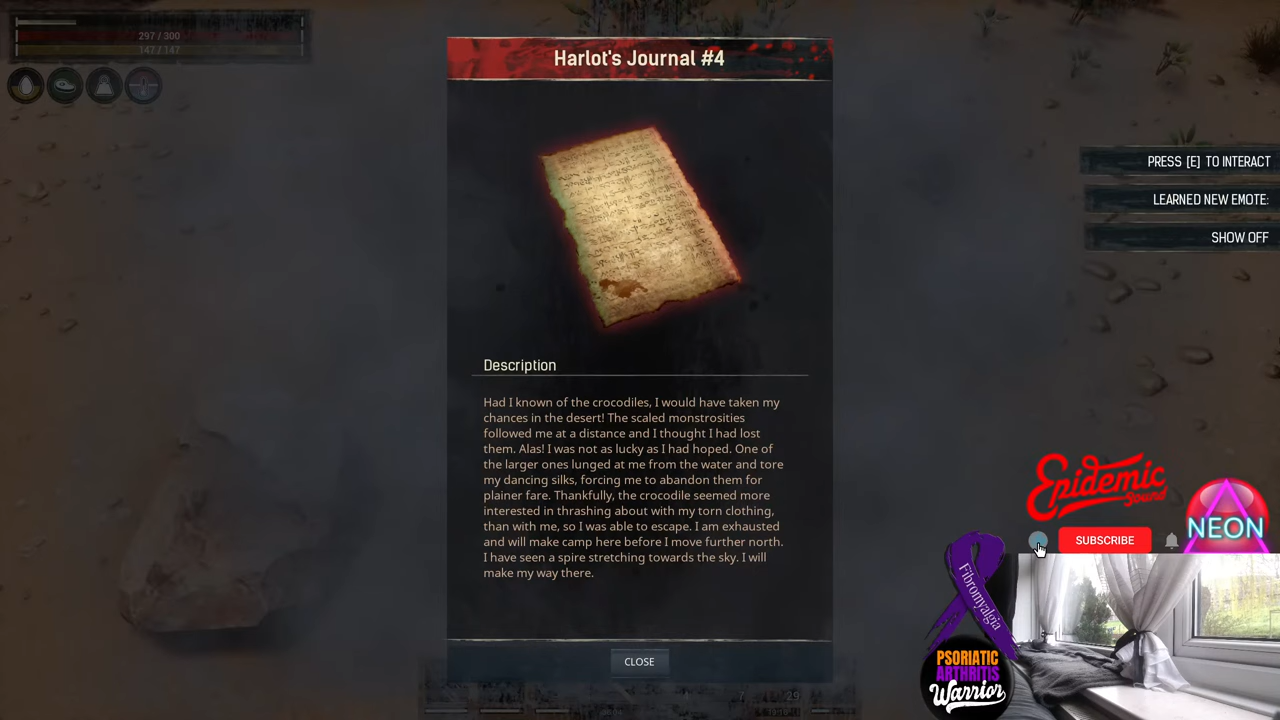 297 / 300
147 / 147
Harlot's Journal #4
PRESS [E] TO INTERACT
LEARNED NEW EMOTE:
SHOW OFF
Description
Had I known of the crocodiles, I would have taken my
chances in the desert! The scaled monstrosities
followed me at a distance and I thought I had lost
them. Alas! I was not as lucky as I had hoped. One of
the larger ones lunged at me from the water and tore
my dancing silks, forcing me to abandon them for
plainer fare. Thankfully, the crocodile seemed more
interested in thrashing about with my torn clothing,
than with me, so I was able to escape. I am exhausted
and will make camp here before I move further north.
I have seen a spire stretching towards the sky. I will
make my way there.
CLOSE
Epidemic
Sound
SUBSCRIBE
NEON
Fibromyalgia
PSORIATIC
ARTHRITIS
Warrior